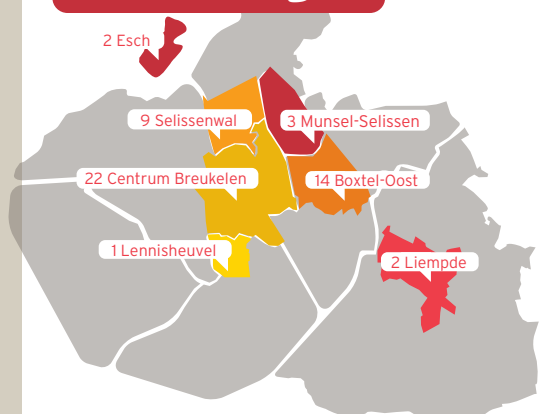 2 Esch
9 Selissenwal
3 Munsel-Selissen
22 Centrum Breukelen
14 Boxtel-Oost
1 Lennisheuvel
2 Liempde